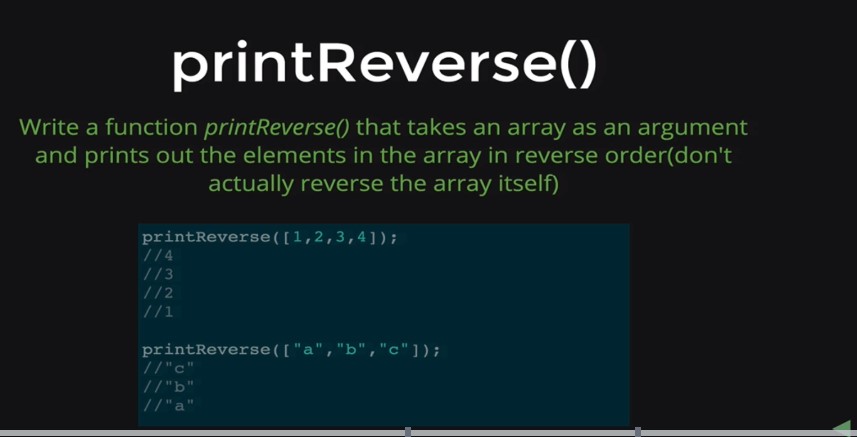 printReverse()
Write a function printReverse() that takes an array as an argument
and prints out the elements in the array in reverse order(don't
actually reverse the array itself)
printReverse([1,2,3,4]);
//4
//3
//2
//1
printReverse(["a","b","c"]);
//"c"
//"b"
//"a"